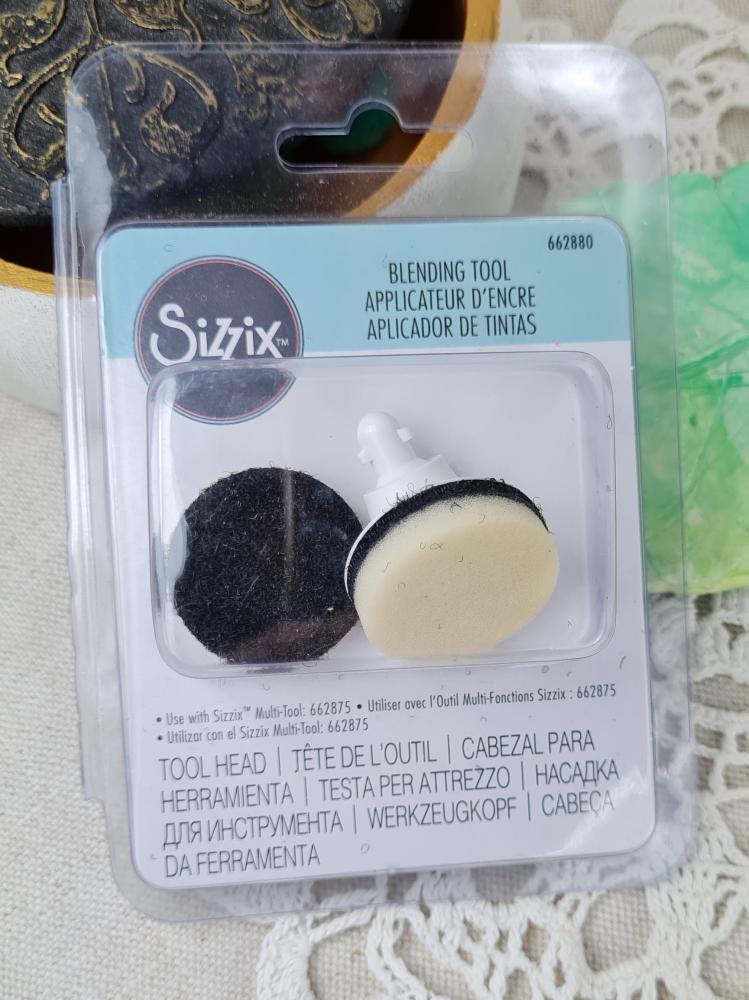 662880
BLENDING TOOL
APPLICATEUR D'ENCRE
APLICADOR DE TINTAS
Sizzix™
• Use with Sizzix™ Multi-Tool: 662875 • Utiliser avec l'Outil Multi-Fonctions Sizzix : 662875
• Utilizar con el Sizzix Multi-Tool: 662875
TOOL HEAD | TÊTE DE L'OUTIL | CABEZAL PARA
HERRAMIENTA | TESTA PER ATTREZZO | НАСАДКА
ДЛЯ ИНСТРУМЕНТА | WERKZEUGKOPF | CABEÇA
DA FERRAMENTA